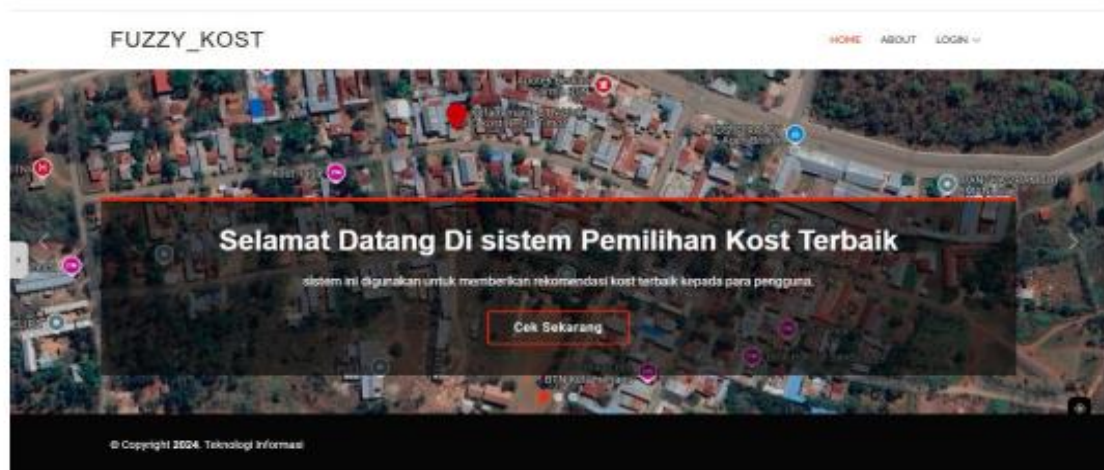 FUZZY_KOST
HOME ABOUT LOGIN
Selamat Datang Di sistem Pemilihan Kost Terbaik
sistem ini digunakan untuk memberikan rekomendasi kost terbaik kepada para pengguna.
Cek Sekarang
© Copyright 2024. Teknologi Informasi